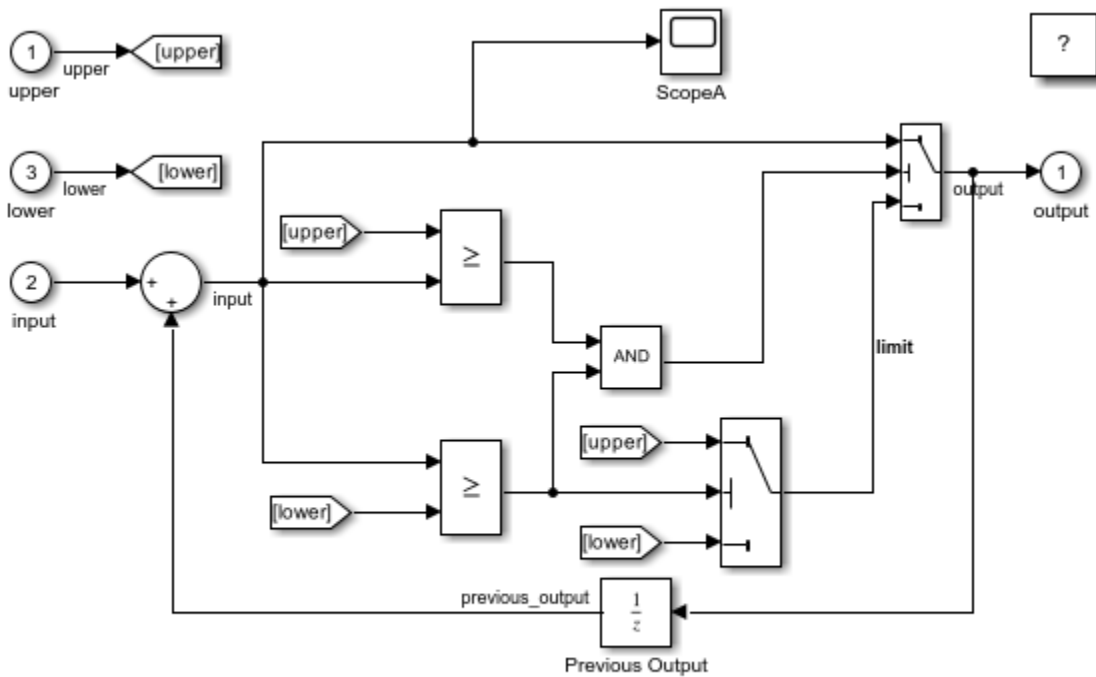 1
upper
upper
[upper]
ScopeA
?
3
lower
lower
[lower]
1
output
output
[upper]
≥
2
input
+
+
input
AND
limit
[upper]
≥
[lower]
[lower]
previous_output
1
z
Previous Output